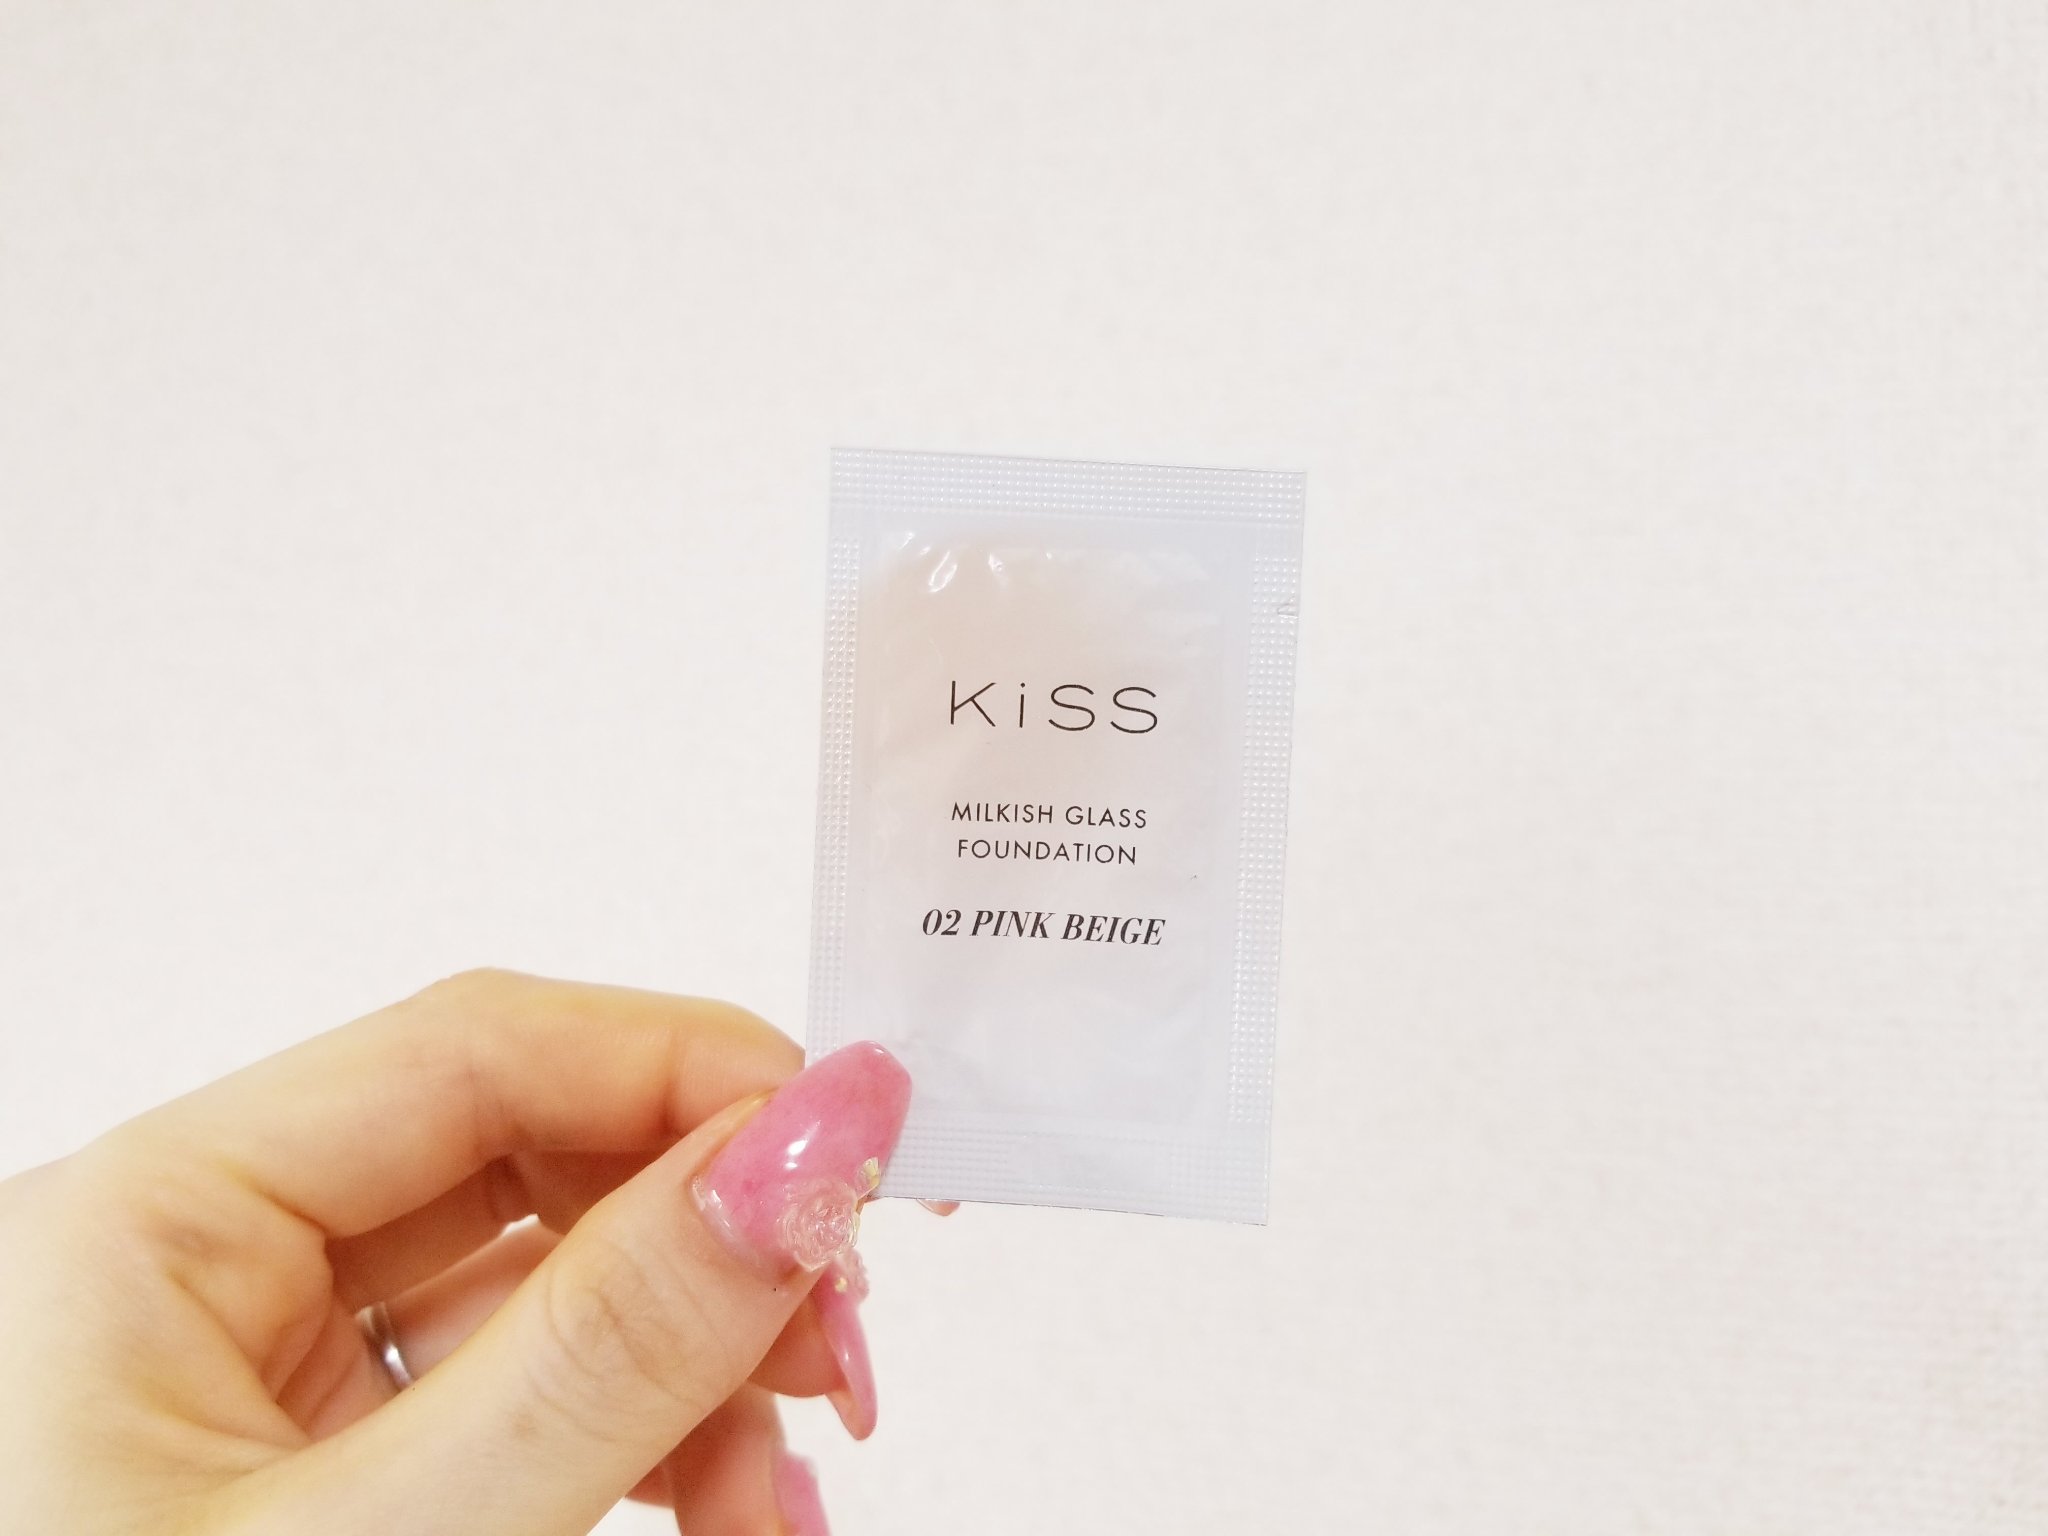 KiSS
MILKISH GLASS
FOUNDATION
02 PINK BEIGE